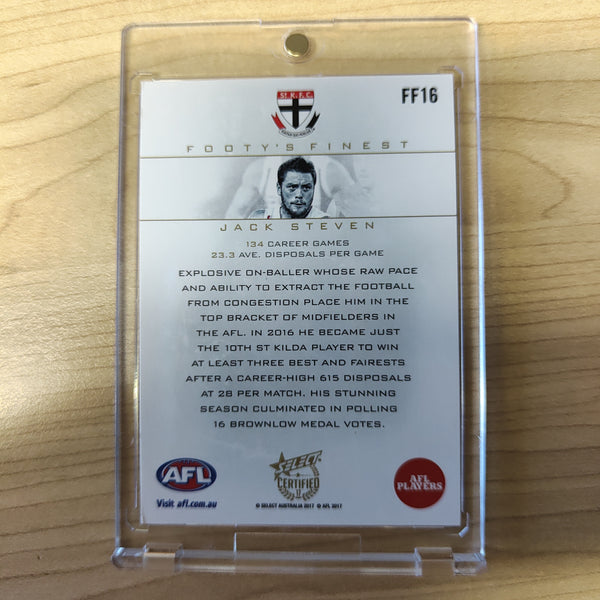 FF16
ST.K.F.C.
FOOTY'S FINEST
JACK STEVEN
134 CAREER GAMES
23.3 AVE. DISPOSALS PER GAME
EXPLOSIVE ON-BALLER WHOSE RAW PACE
AND ABILITY TO EXTRACT THE FOOTBALL
FROM CONGESTION PLACE HIM IN THE
TOP BRACKET OF MIDFIELDERS IN
THE AFL. IN 2016 HE BECAME JUST
THE 10TH ST KILDA PLAYER TO WIN
AT LEAST THREE BEST AND FAIRESTS
AFTER A CAREER-HIGH 615 DISPOSALS
AT 28 PER MATCH. HIS STUNNING
SEASON CULMINATED IN POLLING
16 BROWNLOW MEDAL VOTES.
AFL
Visit afl.com.au
SELECT
CERTIFIED
© SELECT AUSTRALIA 2017 © AFL 2017
AFL
PLAYERS